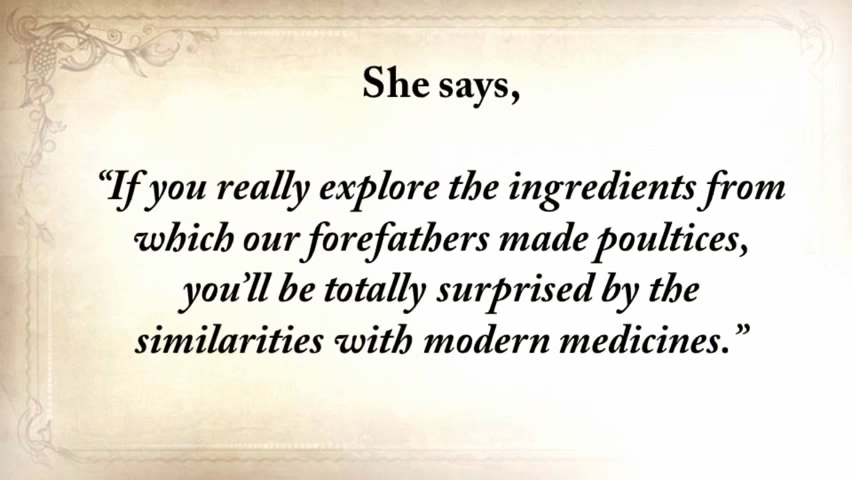 She says,
“If you really explore the ingredients from
which our forefathers made poultices,
you’ll be totally surprised by the
similarities with modern medicines.”